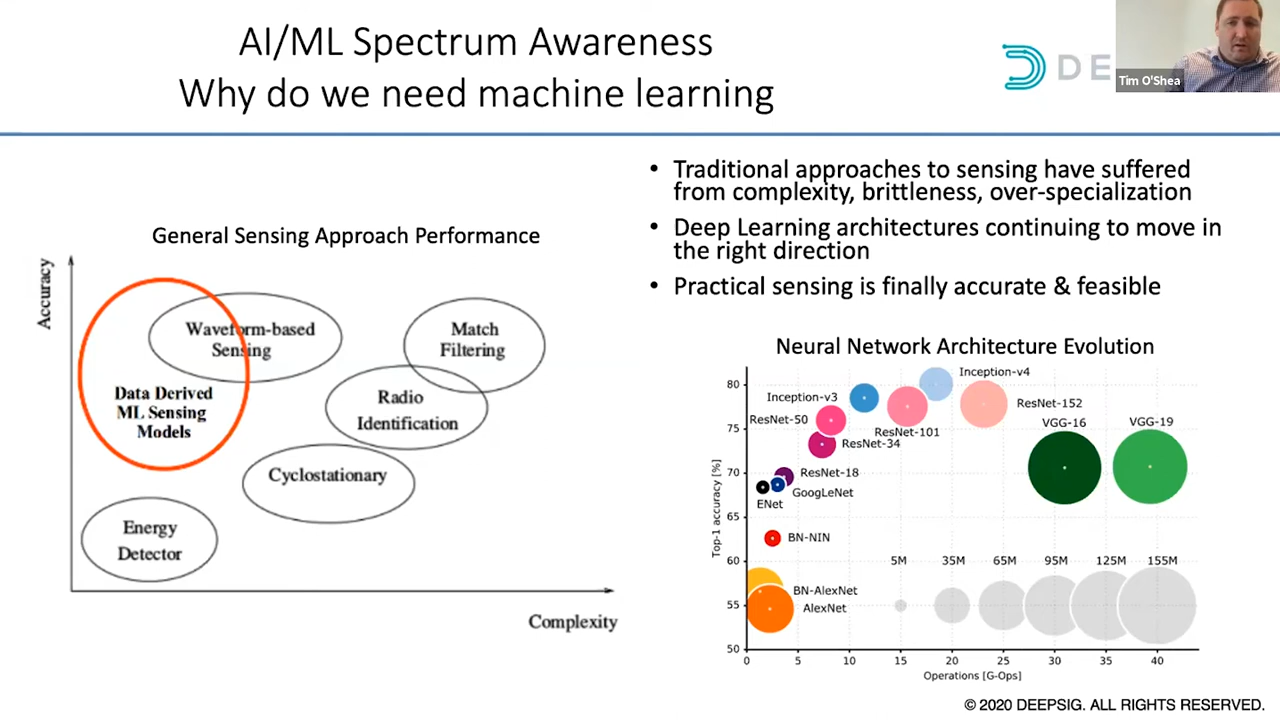 AI/ML Spectrum Awareness
Why do we need machine learning
DE
Tim O'Shea
• Traditional approaches to sensing have suffered
from complexity, brittleness, over-specialization
• Deep Learning architectures continuing to move in
the right direction
• Practical sensing is finally accurate & feasible
General Sensing Approach Performance
Accuracy
Waveform-based
Sensing
Match
Filtering
Data Derived
ML Sensing
Models
Radio
Identification
Cyclostationary
Energy
Detector
Complexity
Neural Network Architecture Evolution
Top-1 accuracy [%]
80
75
70
65
60
55
50
Inception-v4
Inception-v3
ResNet-152
ResNet-50
ResNet-101
VGG-16
VGG-19
ResNet-34
ResNet-18
GoogLeNet
ENet
BN-NIN
5M 35M 65M 95M 125M 155M
BN-AlexNet
AlexNet
0 5 10 15 20 25 30 35 40
Operations [G-Ops]
© 2020 DEEPSIG. ALL RIGHTS RESERVED.